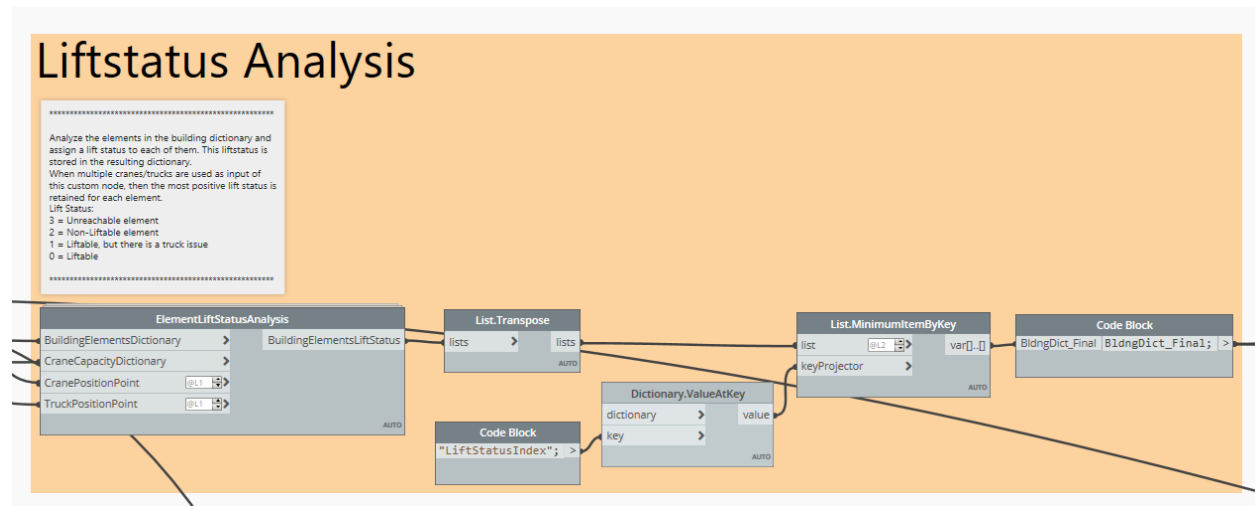 Liftstatus Analysis
*********************************************************
Analyze the elements in the building dictionary and
assign a lift status to each of them. This liftstatus is
stored in the resulting dictionary.
When multiple cranes/trucks are used as input of
this custom node, then the most positive lift status is
retained for each element.
Lift Status:
3 = Unreachable element
2 = Non-Liftable element
1 = Liftable, but there is a truck issue
0 = Liftable
*********************************************************
ElementLiftStatusAnalysis
BuildingElementsDictionary > BuildingElementsLiftStatus
CraneCapacityDictionary >
CranePositionPoint @L1 >
TruckPositionPoint @L1 >
AUTO
List.Transpose
lists > lists
AUTO
Code Block
"LiftStatusIndex"; >
Dictionary.ValueAtKey
dictionary > value
key >
AUTO
List.MinimumItemByKey
list @L2 > var[]..[]
keyProjector >
AUTO
Code Block
BldngDict_Final BldngDict_Final; >